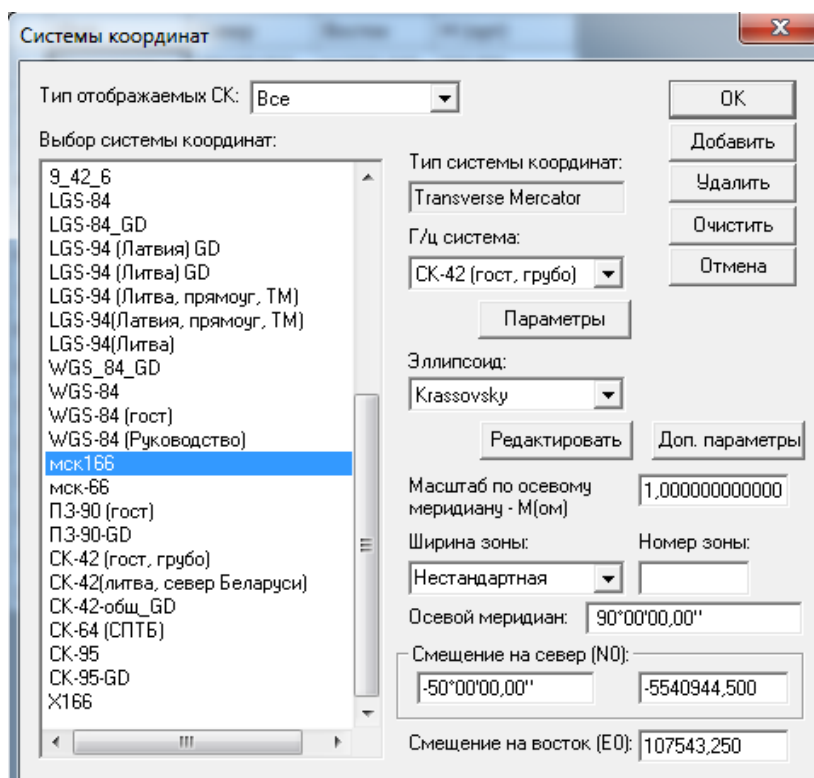 Системы координат
Тип отображаемых СК: Все
Выбор системы координат:
9_42_6
LGS-84
LGS-84_GD
LGS-94 (Латвия) GD
LGS-94 (Литва) GD
LGS-94 (Литва, прямоуг, ТМ)
LGS-94(Латвия, прямоуг, ТМ)
LGS-94(Литва)
WGS_84_GD
WGS-84
WGS-84 (гост)
WGS-84 (Руководство)
мск166
мск-66
ПЗ-90 (гост)
ПЗ-90-GD
СК-42 (гост, грубо)
СК-42(литва, север Беларуси)
СК-42-общ_GD
СК-64 (СПТБ)
СК-95
СК-95-GD
X166
OK
Добавить
Удалить
Очистить
Отмена
Тип системы координат:
Transverse Mercator
Г/ц система:
СК-42 (гост, грубо)
Параметры
Эллипсоид:
Krassovsky
Редактировать
Доп. параметры
Масштаб по осевому
меридиану - М(ом)
1,000000000000
Ширина зоны:
Номер зоны:
Нестандартная
Осевой меридиан: 90°00'00,00''
Смещение на север (N0):
-50°00'00,00''
-5540944,500
Смещение на восток (E0): 107543,250